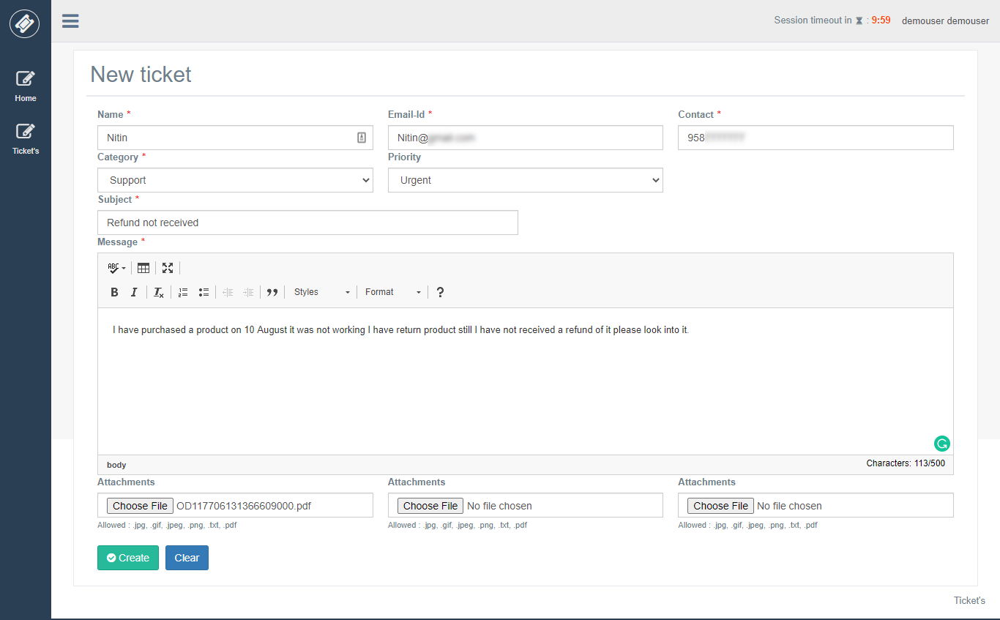 Session timeout in : 9:59 demouser demouser
Home
Ticket's
New ticket
Name * Email-Id * Contact *
Nitin Nitin@ 958
Category * Priority
Support Urgent
Subject *
Refund not received
Message *
ABC
B I Tx Styles Format ?
I have purchased a product on 10 August it was not working I have return product still I have not received a refund of it please look into it.
body Characters: 113/500
Attachments Attachments Attachments
Choose File OD117706131366609000.pdf Choose File No file chosen Choose File No file chosen
Allowed : .jpg, .gif, .jpeg, .png, .txt, .pdf Allowed : .jpg, .gif, .jpeg, .png, .txt, .pdf Allowed : .jpg, .gif, .jpeg, .png, .txt, .pdf
Create Clear
Ticket's